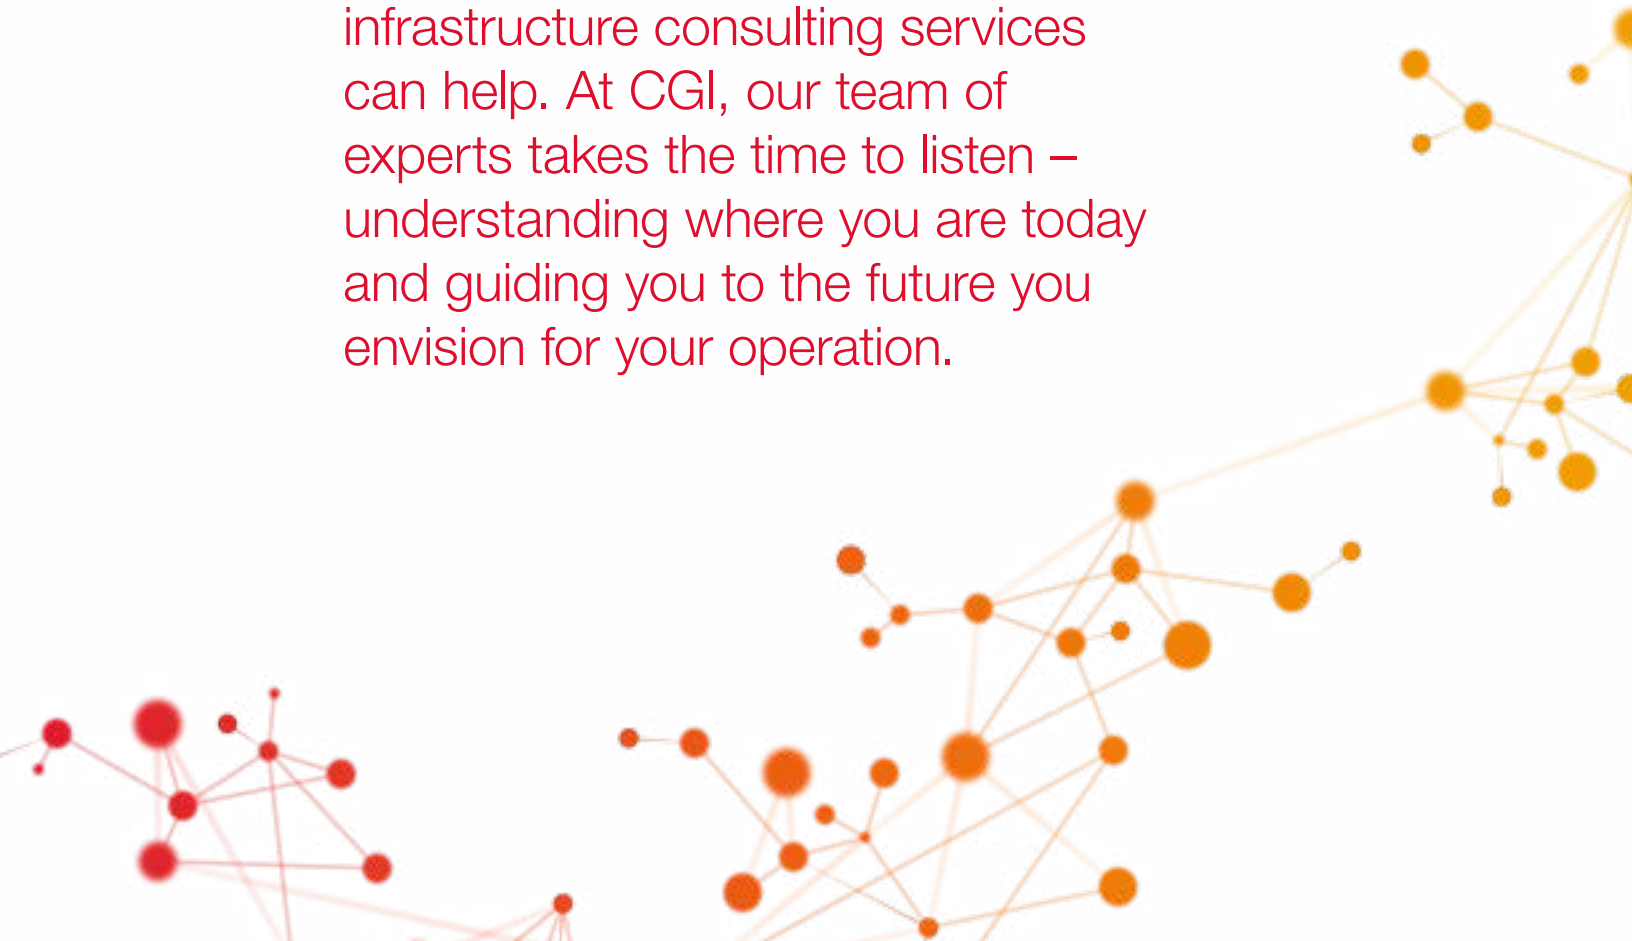 infrastructure consulting services
can help. At CGI, our team of
experts takes the time to listen –
understanding where you are today
and guiding you to the future you
envision for your operation.